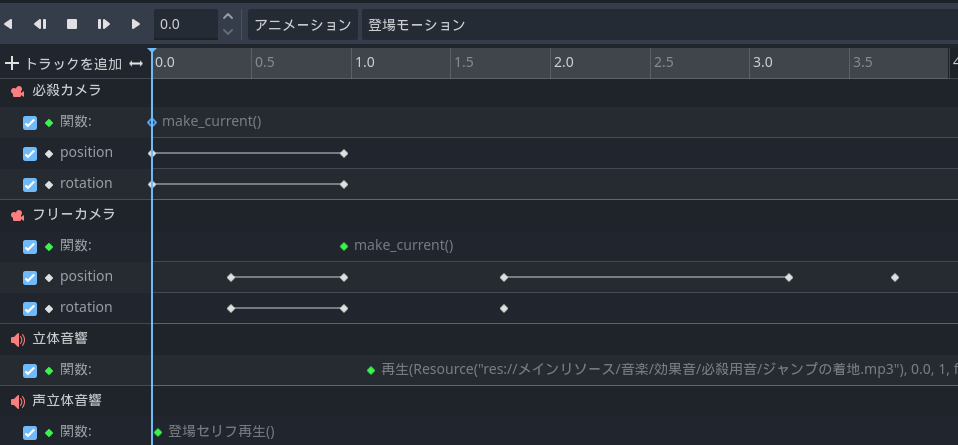 0.0 アニメーション 登場モーション
トラックを追加 0.0 0.5 1.0 1.5 2.0 2.5 3.0 3.5
必殺カメラ
関数: make_current()
position
rotation
フリーカメラ
関数: make_current()
position
rotation
立体音響
関数: 再生(Resource("res://メインリソース/音楽/効果音/必殺用音/ジャンプの着地.mp3"), 0.0, 1, f
声立体音響
関数: 登場セリフ再生()